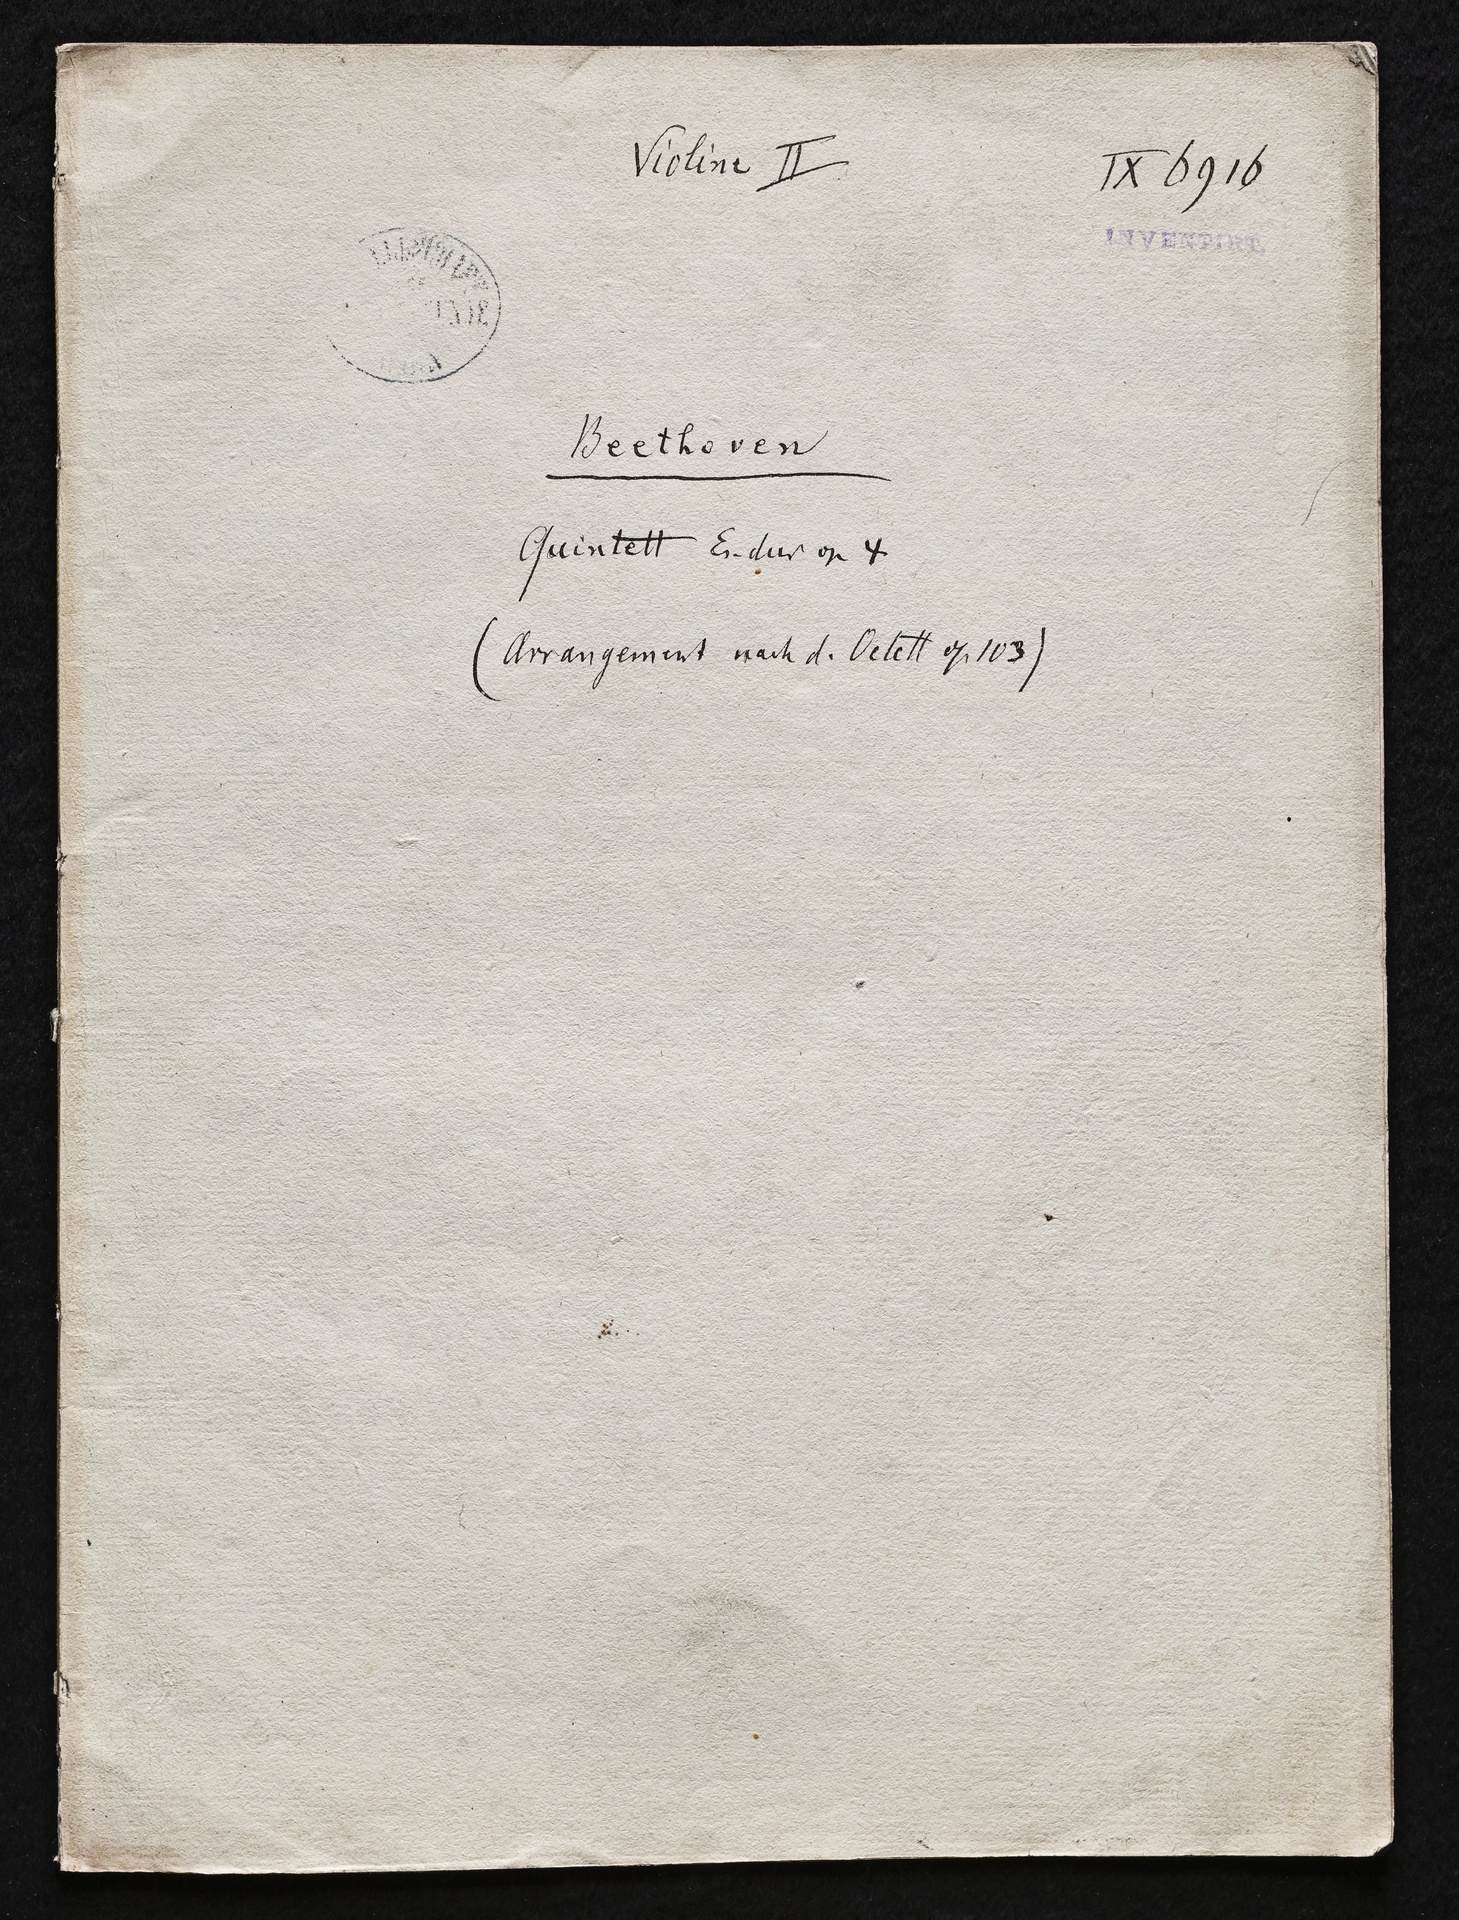 Violine II
IX 6916
INVENTIRT
Beethoven
Quintett Es-dur op 4
(Arrangement nach d. Octett op 103)